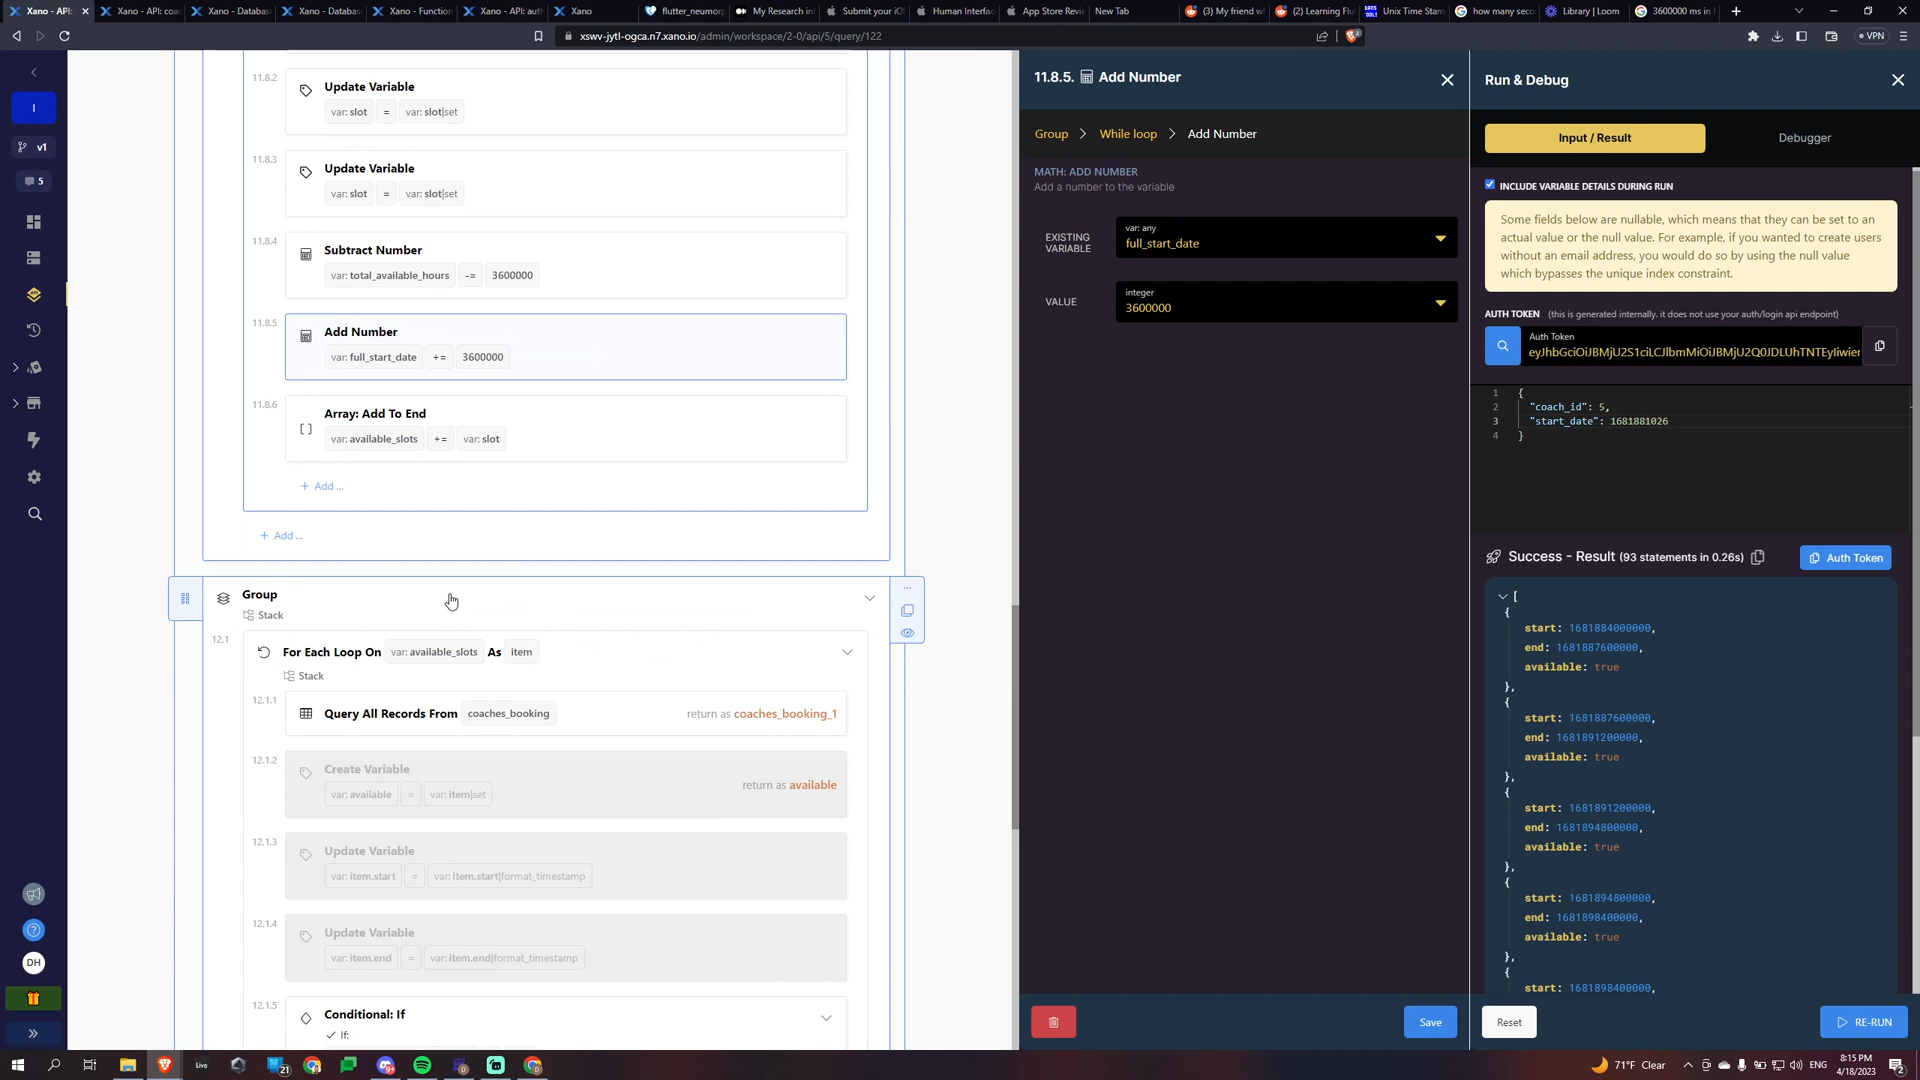 Xano - API:
Xano - API: coa
Xano - Databas
Xano - Databas
Xano - Function
Xano - API: aut
Xano
flutter_neumorp
My Research in
Submit your iO
Human Interfac
App Store Revie
New Tab
(3) My friend w
(2) Learning Flu
Unix Time Stam
how many seco
Library | Loom
3600000 ms in
xswv-jytl-ogca.n7.xano.io/admin/workspace/2-0/api/5/query/122
VPN
I
v1
5
DH
11.8.2
Update Variable
var: slot = var: slot|set
11.8.3
Update Variable
var: slot = var: slot|set
11.8.4
Subtract Number
var: total_available_hours -= 3600000
11.8.5
Add Number
var: full_start_date += 3600000
11.8.6
Array: Add To End
var: available_slots += var: slot
+ Add ...
+ Add ...
Group
Stack
12.1
For Each Loop On var: available_slots As item
Stack
12.1.1
Query All Records From coaches_booking return as coaches_booking_1
12.1.2
Create Variable
var: available = var: item|set return as available
12.1.3
Update Variable
var: item.start = var: item.start|format_timestamp
12.1.4
Update Variable
var: item.end = var: item.end|format_timestamp
12.1.5
Conditional: If
If:
11.8.5. Add Number
Group > While loop > Add Number
MATH: ADD NUMBER
Add a number to the variable
EXISTING VARIABLE
var: any
full_start_date
VALUE
integer
3600000
Save
Run & Debug
Input / Result
Debugger
INCLUDE VARIABLE DETAILS DURING RUN
Some fields below are nullable, which means that they can be set to an
actual value or the null value. For example, if you wanted to create users
without an email address, you would do so by using the null value
which bypasses the unique index constraint.
AUTH TOKEN (this is generated internally. it does not use your auth/login api endpoint)
Auth Token
1 {
2 "coach_id": 5,
3 "start_date": 1681881026
4 }
Success - Result (93 statements in 0.26s)
Auth Token
[
{
start: 1681884000000,
end: 1681887600000,
available: true
},
{
start: 1681887600000,
end: 1681891200000,
available: true
},
{
start: 1681891200000,
end: 1681894800000,
available: true
},
{
start: 1681894800000,
end: 1681898400000,
available: true
},
{
start: 1681898400000,
Reset
RE-RUN
Live
21
71°F Clear
ENG
8:15 PM
4/18/2023
2